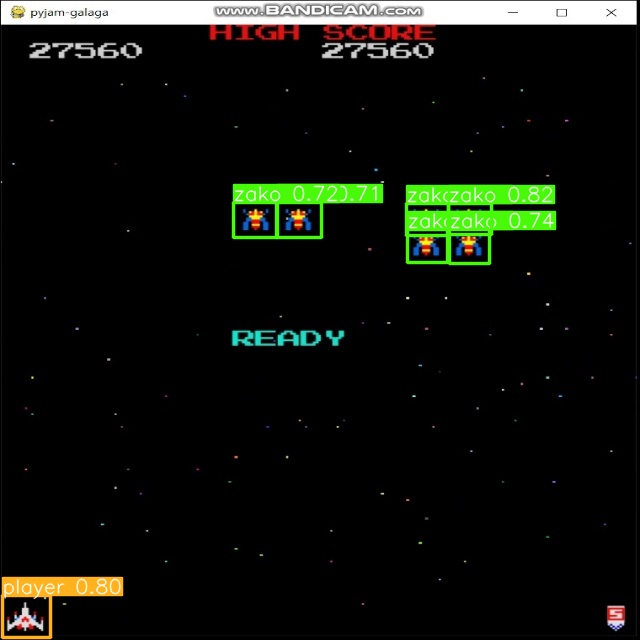 pyjam-galaga
www.BANDICAM.com
HIGH SCORE
27560 27560
zako 0.72 0.71 zako zako 0.82
zako zako 0.74
READY
player 0.80
5